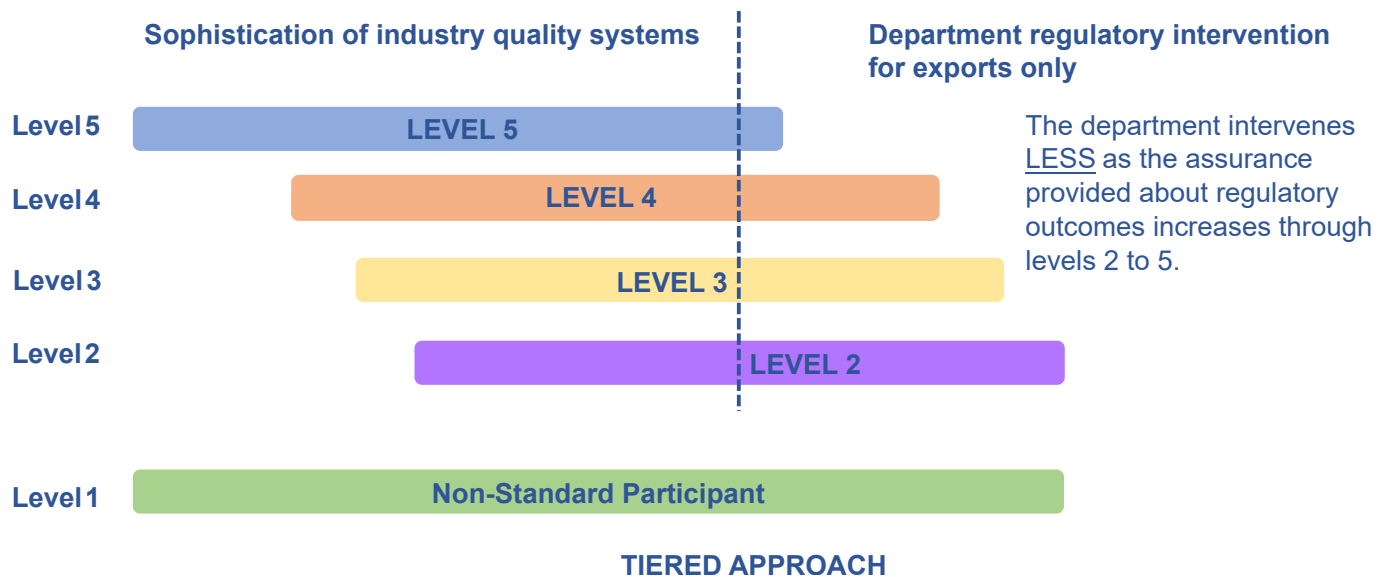 Sophistication of industry quality systems
Department regulatory intervention
for exports only
Level 5
LEVEL 5
The department intervenes
LESS as the assurance
provided about regulatory
outcomes increases through
levels 2 to 5.
Level 4
LEVEL 4
Level 3
LEVEL 3
Level 2
LEVEL 2
Level 1
Non-Standard Participant
TIERED APPROACH